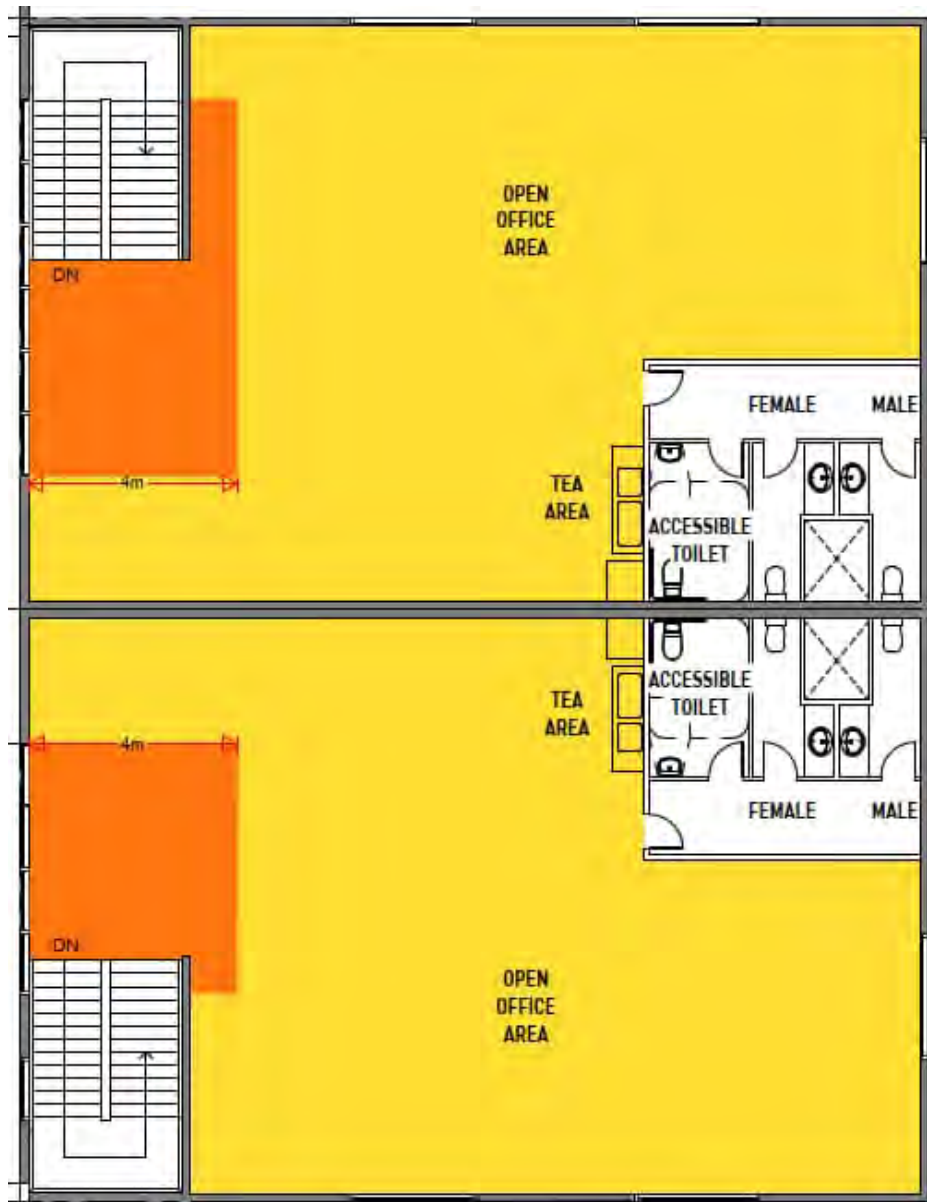 OPEN
OFFICE
AREA
DN
FEMALE
MALE
4m
TEA
AREA
ACCESSIBLE
TOILET
ACCESSIBLE
TOILET
TEA
AREA
4m
FEMALE
MALE
DN
OPEN
OFFICE
AREA